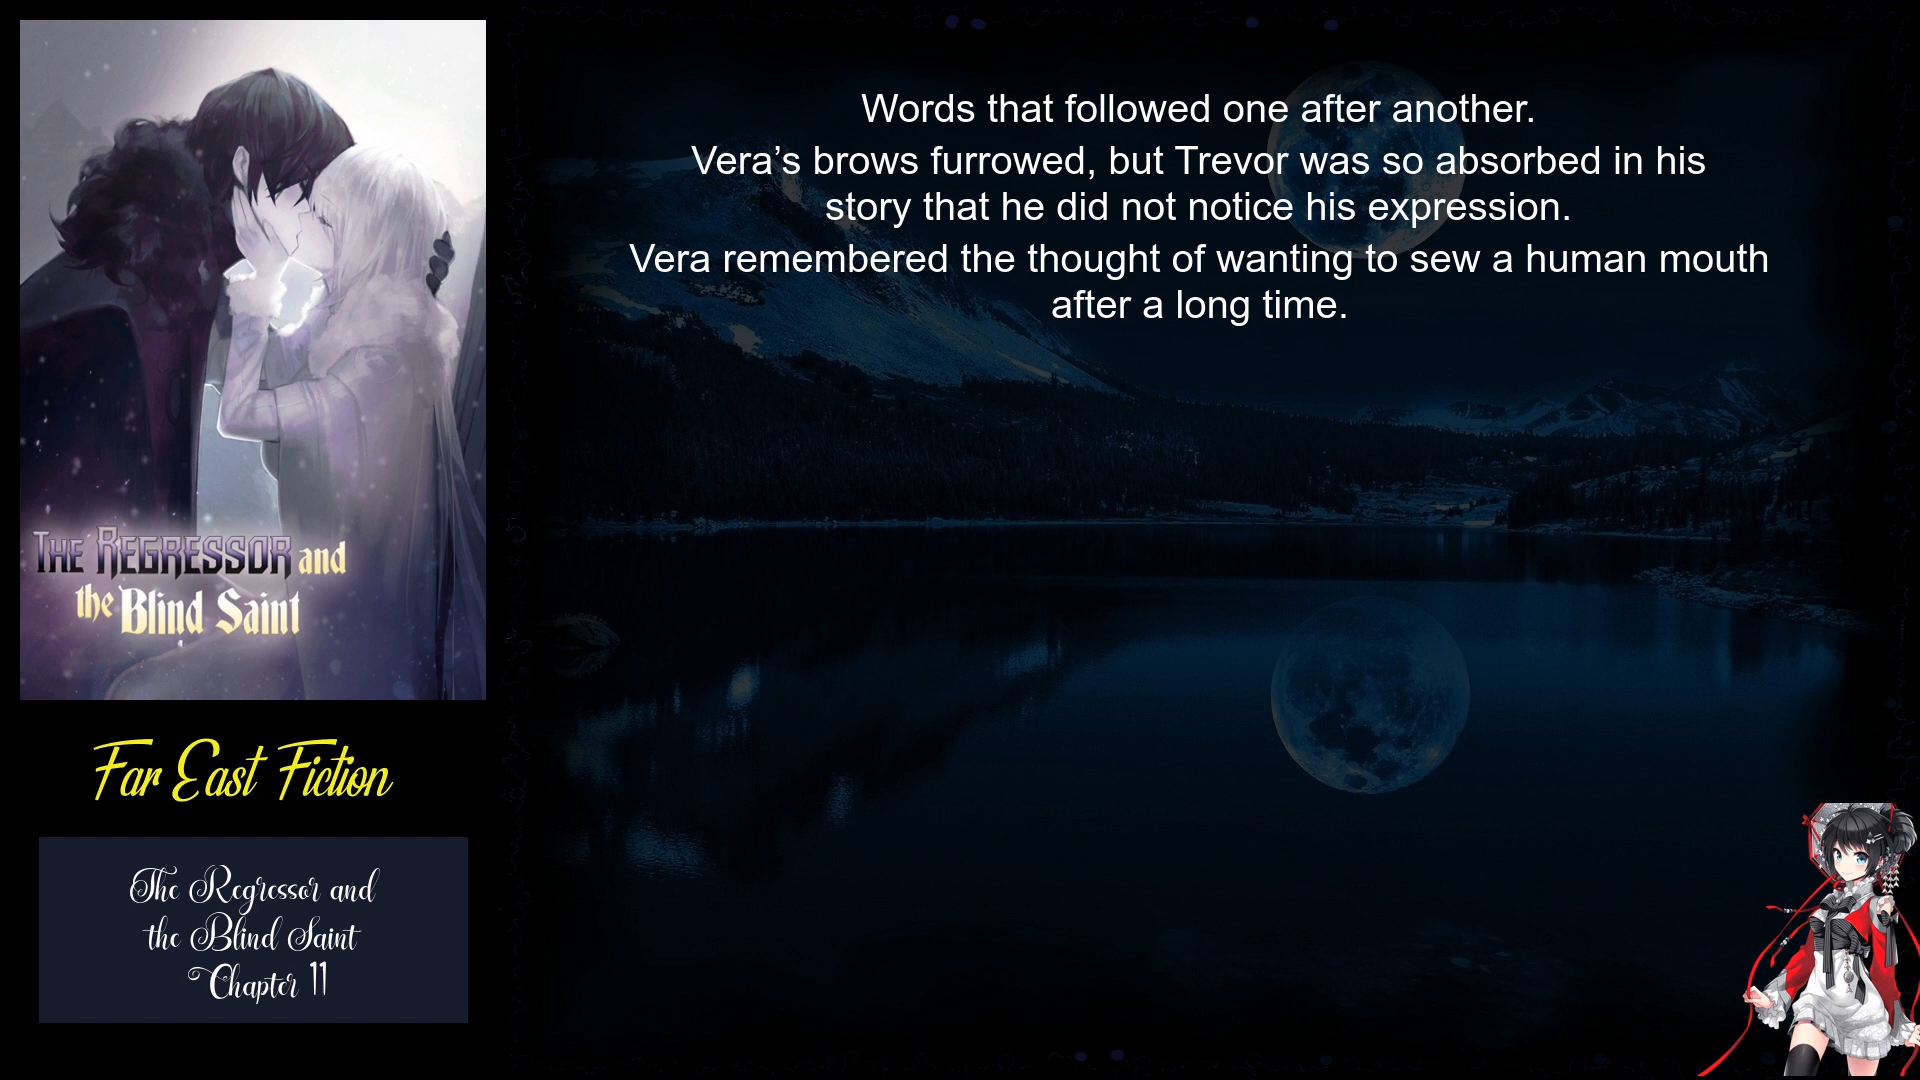 Words that followed one after another.
Vera’s brows furrowed, but Trevor was so absorbed in his
story that he did not notice his expression.
Vera remembered the thought of wanting to sew a human mouth
after a long time.
THE REGRESSOR and
the Blind Saint
Far East Fiction
The Regressor and
the Blind Saint
Chapter 11